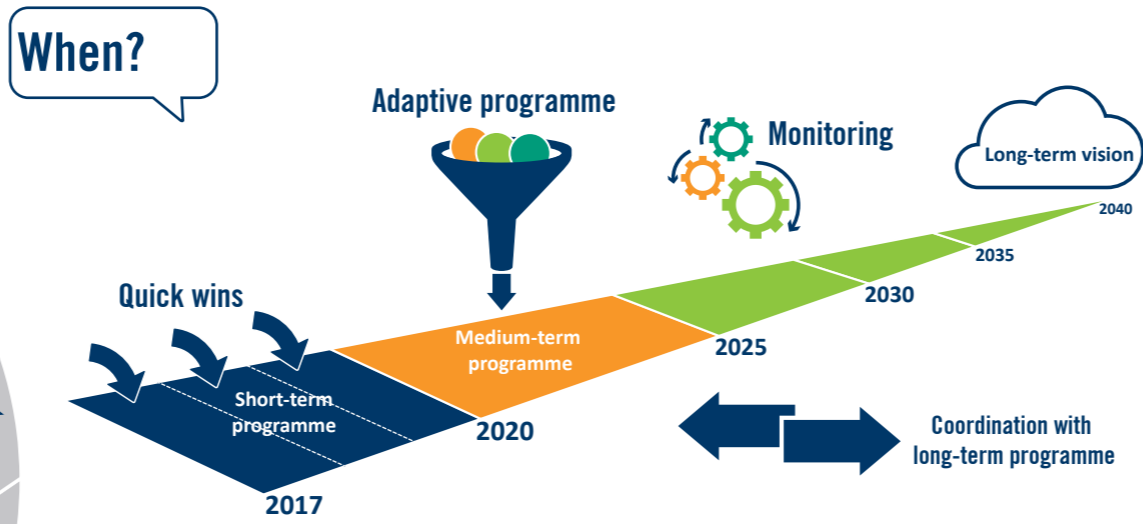 When?
Adaptive programme
Monitoring
Long-term vision
2040
2035
2030
Quick wins
Medium-term
programme
2025
Short-term
programme
2020
Coordination with
long-term programme
2017